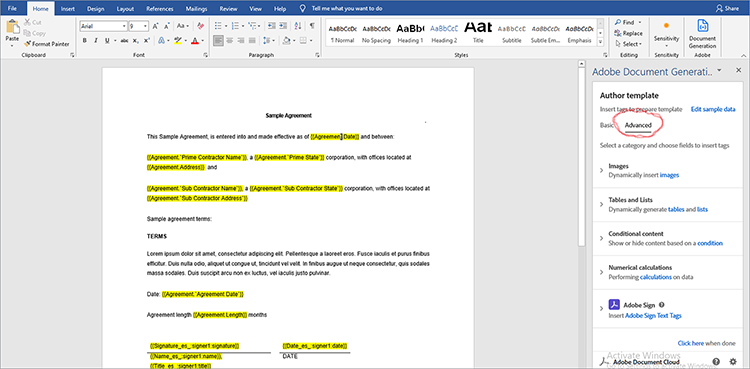 File Home Insert Draw Design Layout References Mailings Review View Help Tell me what you want to do Share
Cut Arial 9 AaBbCcDc AaBbCcDc AaBbCc AaBbCcC AaB AaBbCcD AaBbCcDc AaBbCcDc Find
Paste Copy Replace Sensitivity Document
Format Painter ¶ Normal No Spacing Heading 1 Heading 2 Title Subtitle Subtle Em... Emphasis Select Generation
Clipboard Font Paragraph Styles Editing Sensitivity Adobe
Adobe Document Generati...
Author template
Insert tags to prepare template Edit sample data
Basic Advanced
Select a category and choose fields to insert tags
Images
Dynamically insert images
Tables and Lists
Dynamically generate tables and lists
Conditional content
Show or hide content based on a condition
Numerical calculations
Performing calculations on data
Adobe Sign
Insert Adobe Sign Text Tags
Click here when done
Adobe Document Cloud
Activate Windows
Sample Agreement
This Sample Agreement, is entered into and made effective as of {{Agreement.Date}} and between:
{{Agreement.`Prime Contractor Name`}}, a {{Agreement.`Prime State`}} corporation, with offices located at
{{Agreement.Address}} and
{{Agreement.`Sub Contractor Name`}}, a {{Agreement.`Sub Contractor State`}} corporation, with offices located at
{{Agreement.`Sub Contractor Address`}}
Sample agreement terms:
TERMS
Lorem ipsum dolor sit amet, consectetur adipiscing elit. Pellentesque a laoreet eros. Fusce iaculis et purus finibus
efficitur. Duis nulla odio, aliquet ut congue ut, tincidunt vel velit. In finibus augue ut neque consectetur, quis sodales
massa sodales. Duis suscipit arcu non ex luctus, vel iaculis justo pulvinar.
Date: {{Agreement.`Agreement.Date`}}
Agreement length {{Agreement.Length}} months
{{Signature_es_:signer1:signature}} {{Date_es_:signer1:date}}
{{Name_es_:signer1:name}}, DATE
{{Title_es_:signer1:title}}